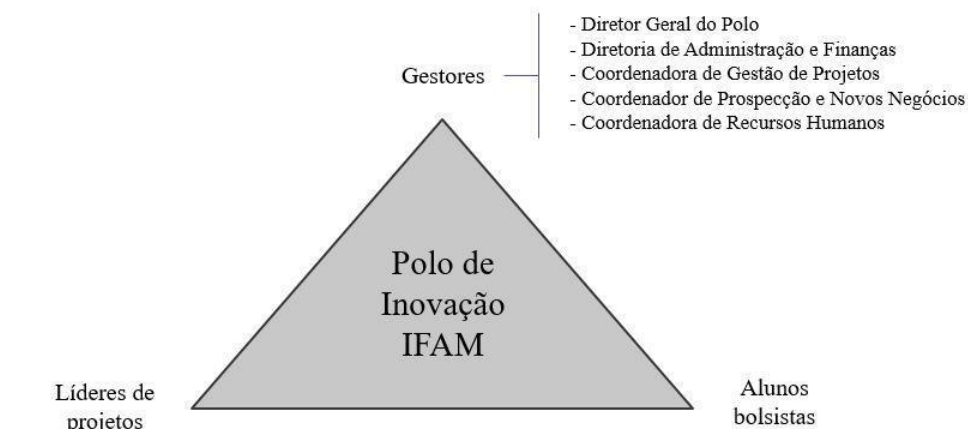 - Diretor Geral do Polo
- Diretoria de Administração e Finanças
Gestores
- Coordenadora de Gestão de Projetos
- Coordenador de Prospecção e Novos Negócios
- Coordenadora de Recursos Humanos
Polo de
Inovação
IFAM
Líderes de
projetos
Alunos
bolsistas